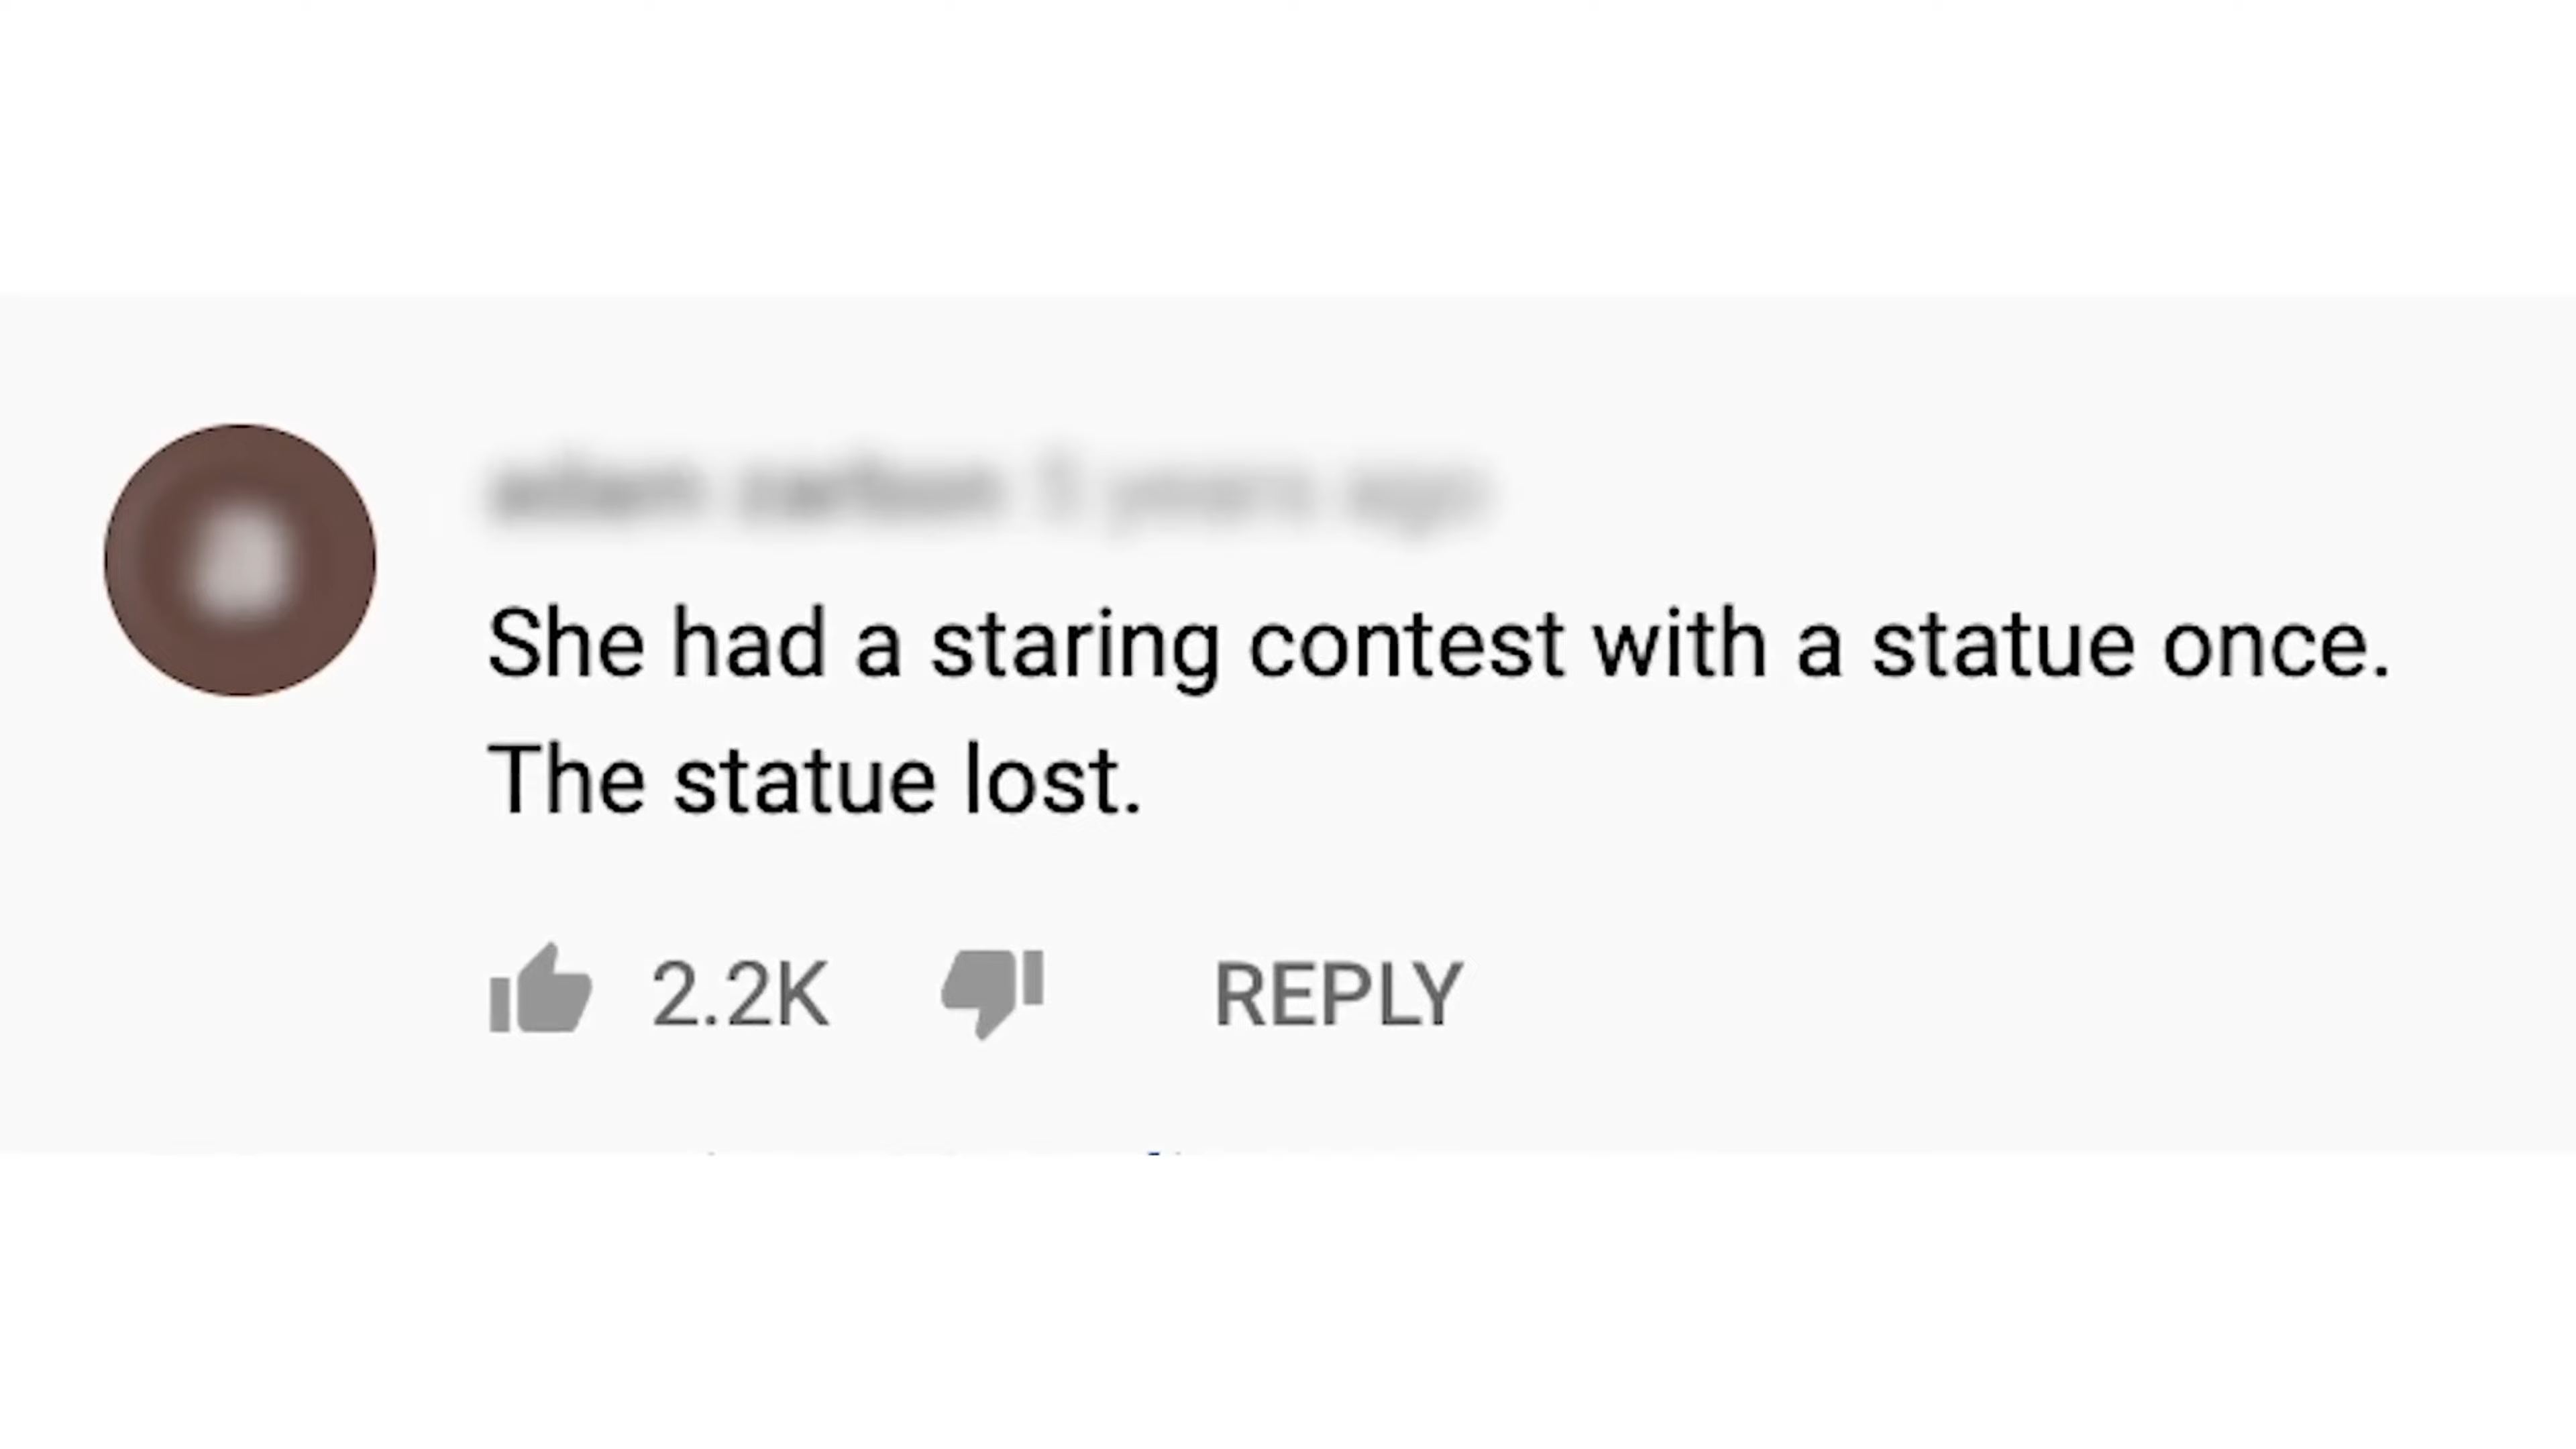 She had a staring contest with a statue once.
The statue lost.
2.2K REPLY